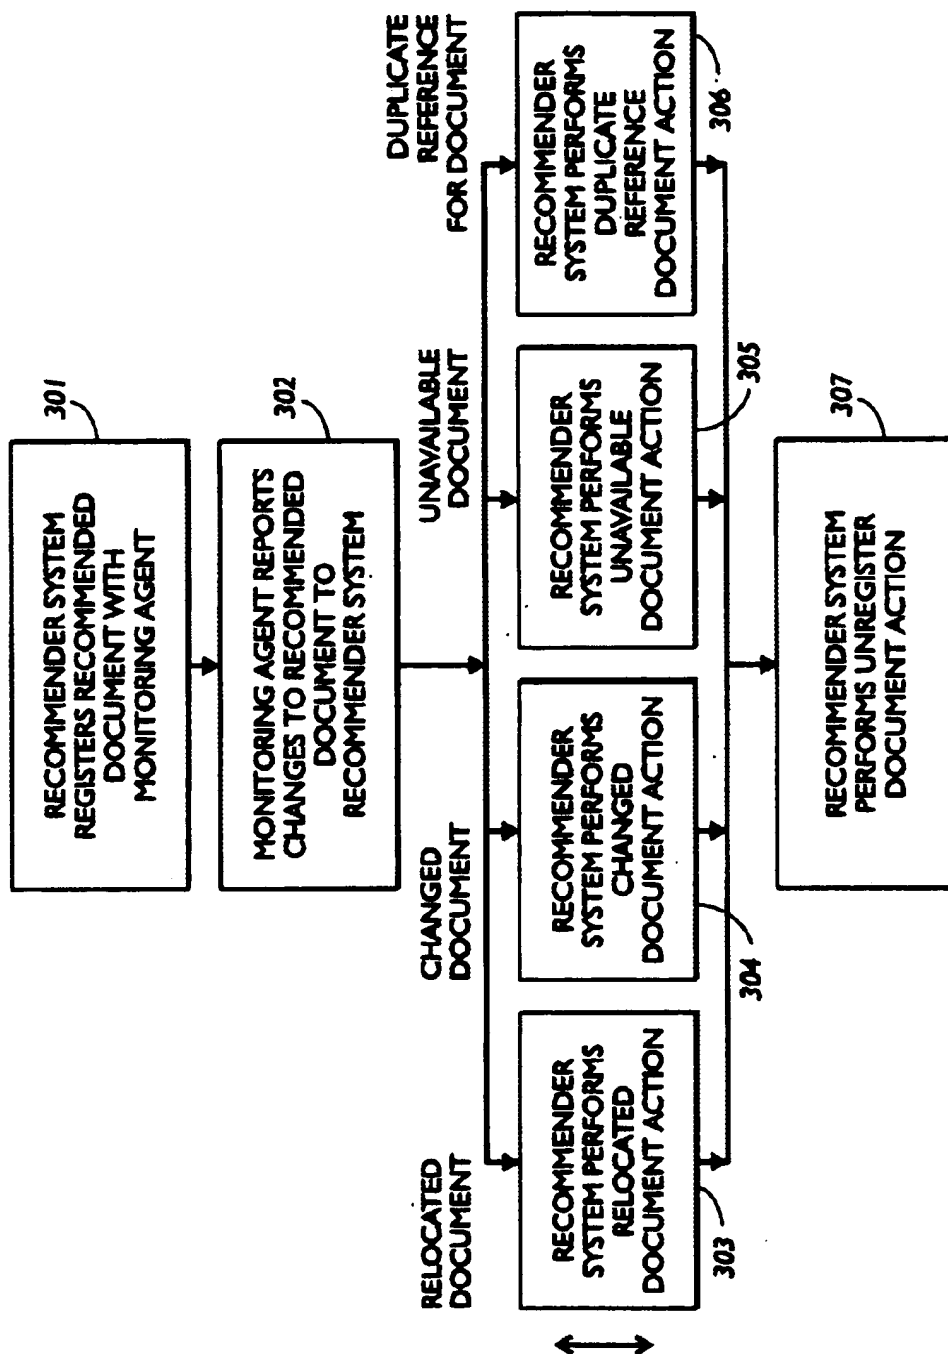 RECOMMENDER SYSTEM
REGISTERS RECOMMENDED
DOCUMENT WITH
MONITORING AGENT
301
MONITORING AGENT REPORTS
CHANGES TO RECOMMENDED
DOCUMENT TO
RECOMMENDER SYSTEM
302
RELOCATED
DOCUMENT
CHANGED
DOCUMENT
UNAVAILABLE
DOCUMENT
DUPLICATE
REFERENCE
FOR DOCUMENT
RECOMMENDER
SYSTEM PERFORMS
RELOCATED
DOCUMENT ACTION
303
RECOMMENDER
SYSTEM PERFORMS
CHANGED
DOCUMENT ACTION
304
RECOMMENDER
SYSTEM PERFORMS
UNAVAILABLE
DOCUMENT ACTION
305
RECOMMENDER
SYSTEM PERFORMS
DUPLICATE
REFERENCE
DOCUMENT ACTION
306
RECOMMENDER SYSTEM
PERFORMS UNREGISTER
DOCUMENT ACTION
307